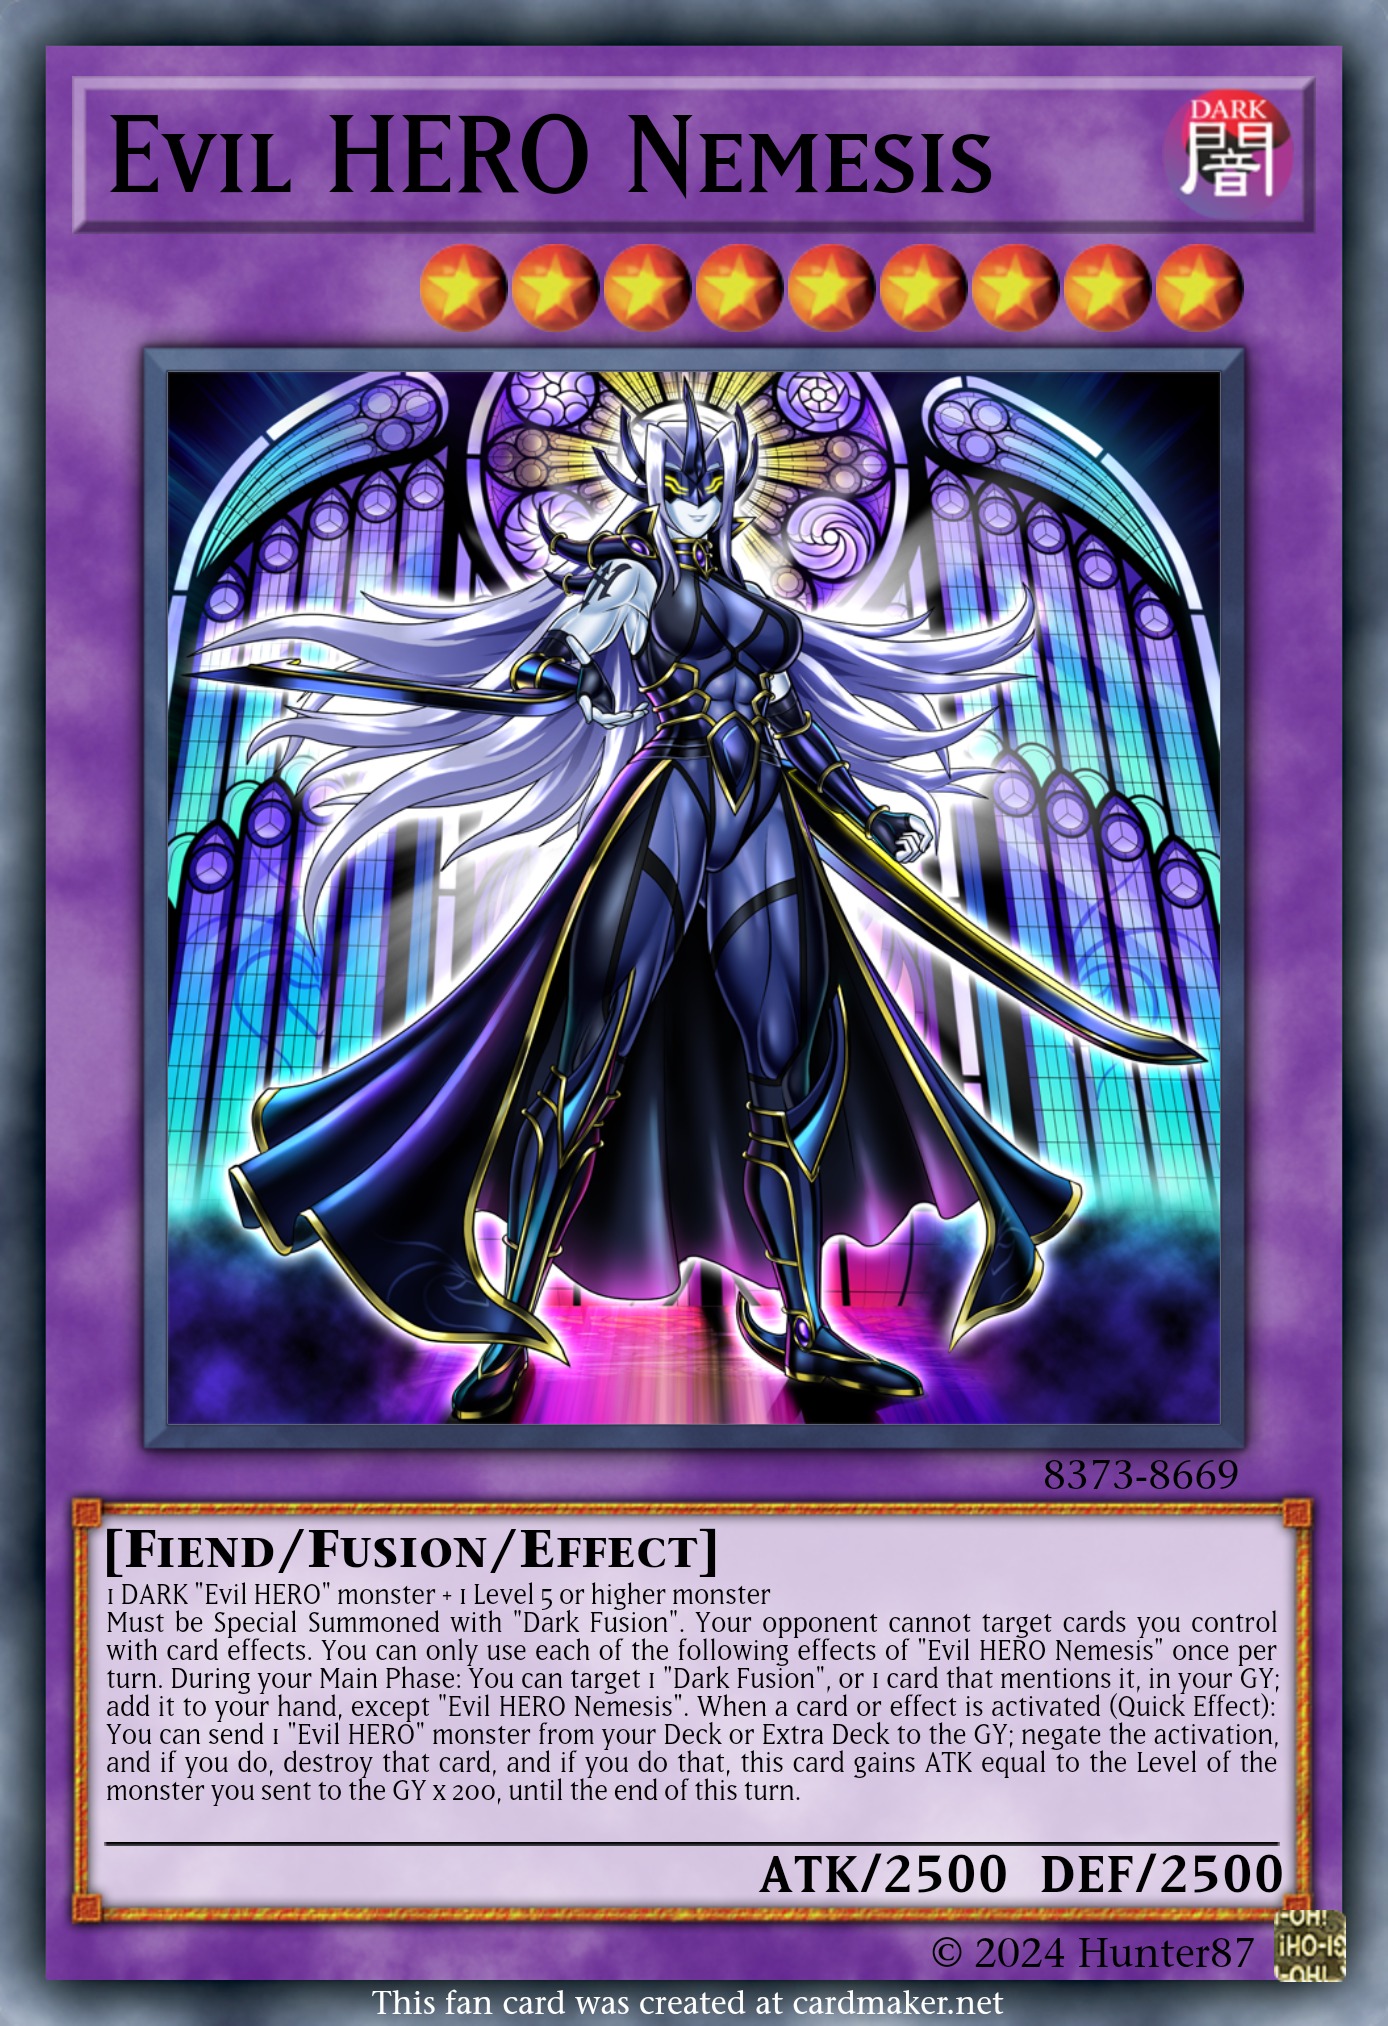 Evil HERO Nemesis
DARK
闇
8373-8669
[Fiend/Fusion/Effect]
1 DARK "Evil HERO" monster + 1 Level 5 or higher monster
Must be Special Summoned with "Dark Fusion". Your opponent cannot target cards you control
with card effects. You can only use each of the following effects of "Evil HERO Nemesis" once per
turn. During your Main Phase: You can target 1 "Dark Fusion", or 1 card that mentions it, in your GY;
add it to your hand, except "Evil HERO Nemesis". When a card or effect is activated (Quick Effect):
You can send 1 "Evil HERO" monster from your Deck or Extra Deck to the GY; negate the activation,
and if you do, destroy that card, and if you do that, this card gains ATK equal to the Level of the
monster you sent to the GY x 200, until the end of this turn.
ATK/2500 DEF/2500
© 2024 Hunter87
This fan card was created at cardmaker.net